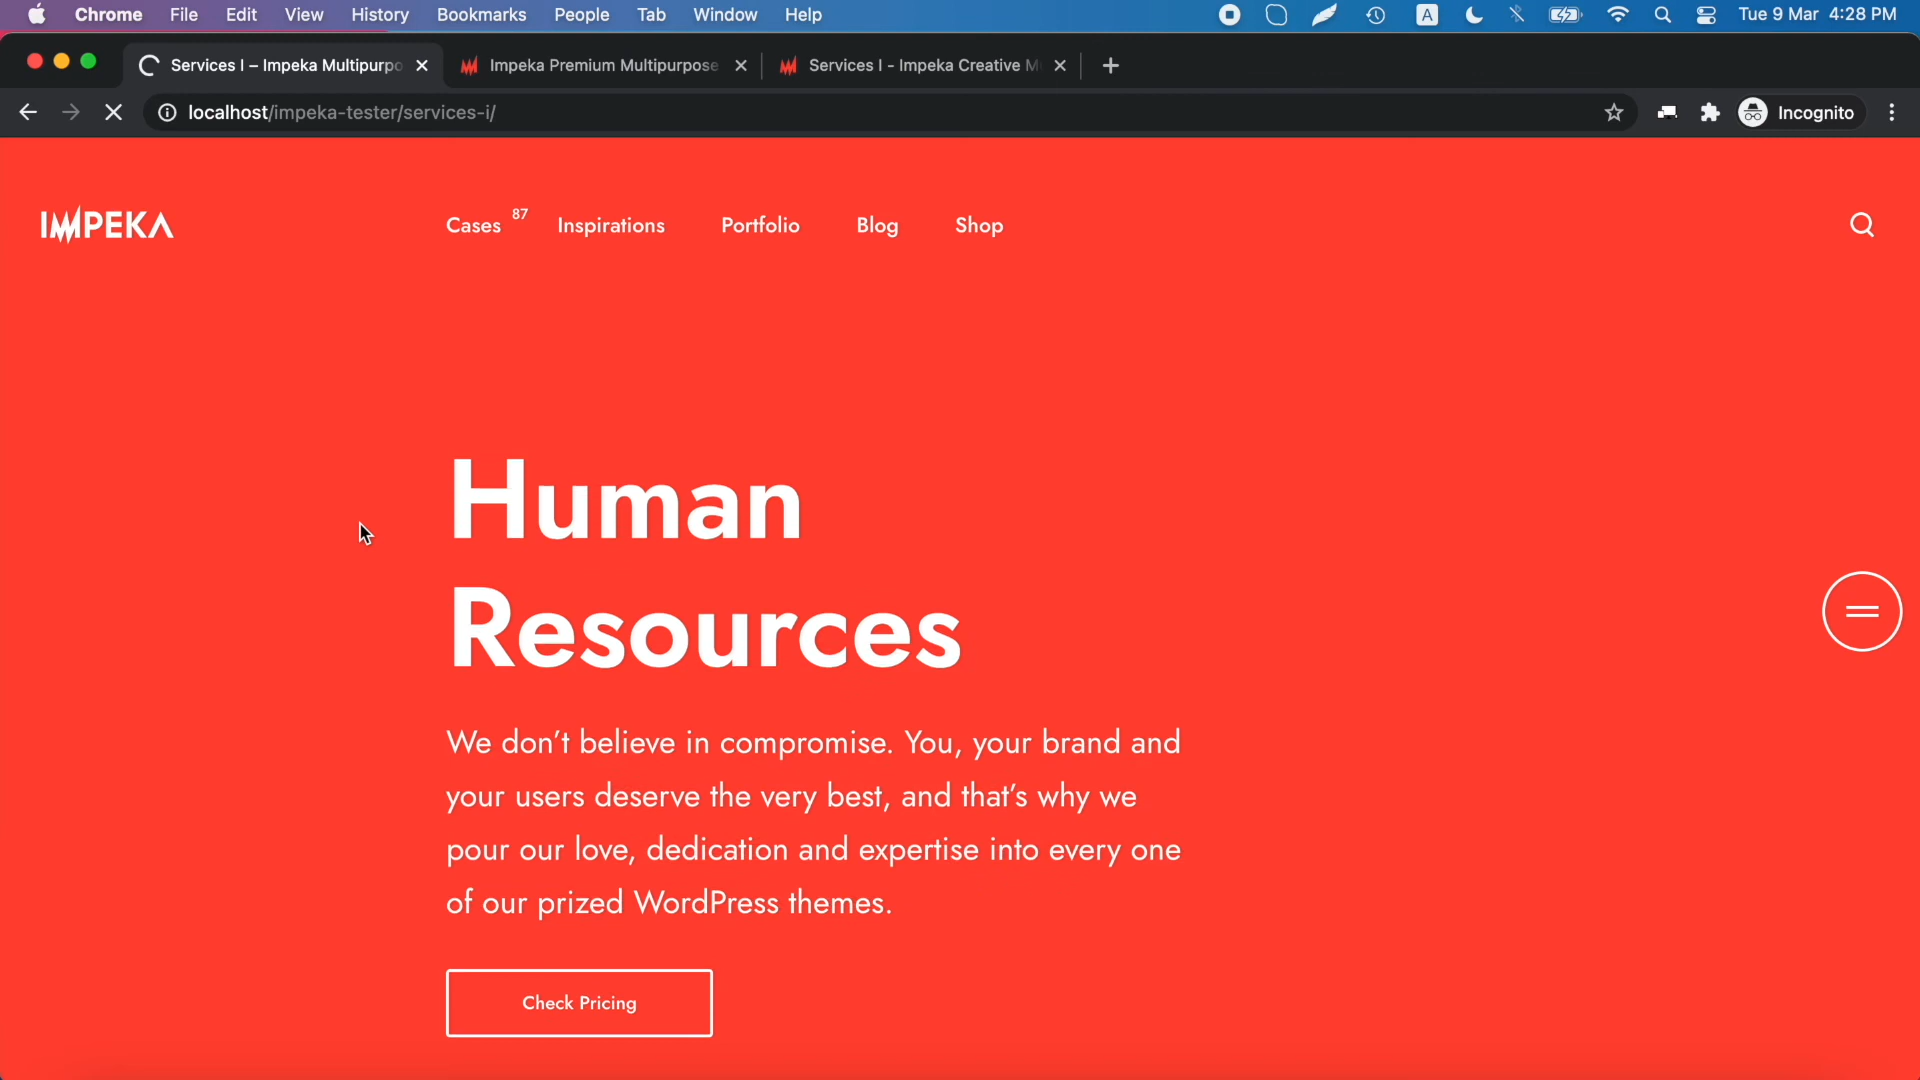 Chrome File Edit View History Bookmarks People Tab Window Help A Tue 9 Mar 4:28 PM
Services I – Impeka Multipurpo Impeka Premium Multipurpose Services I - Impeka Creative M
localhost/impeka-tester/services-i/ Incognito
IMPEKA Cases 87 Inspirations Portfolio Blog Shop
Human
Resources
We don't believe in compromise. You, your brand and
your users deserve the very best, and that's why we
pour our love, dedication and expertise into every one
of our prized WordPress themes.
Check Pricing